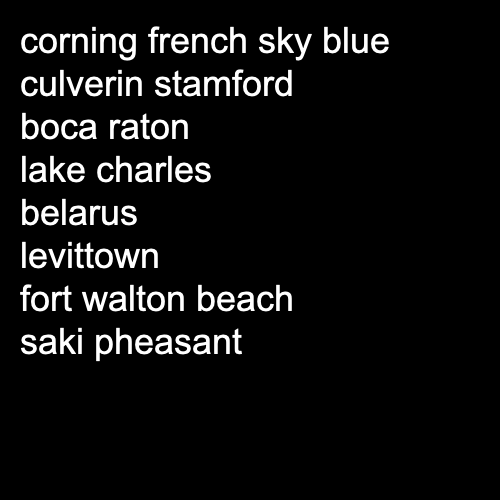 corning french sky blue
culverin stamford
boca raton
lake charles
belarus
levittown
fort walton beach
saki pheasant